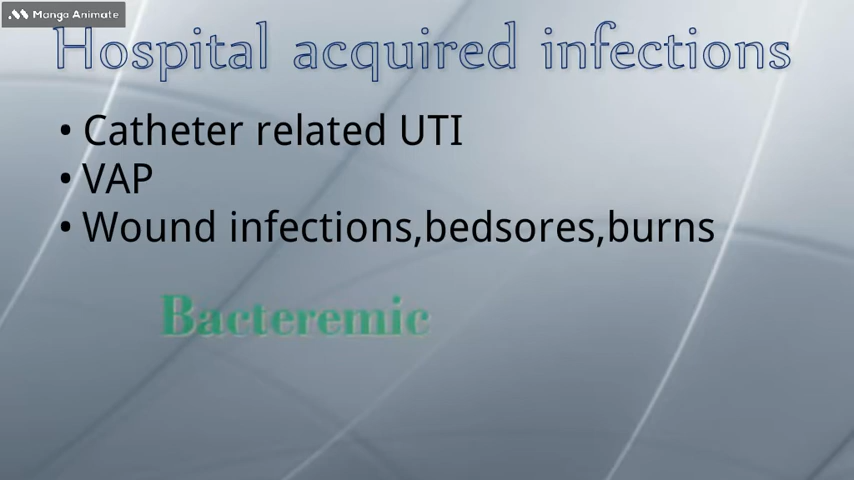 Manga Animate
Hospital acquired infections
• Catheter related UTI
• VAP
• Wound infections,bedsores,burns
Bacteremic